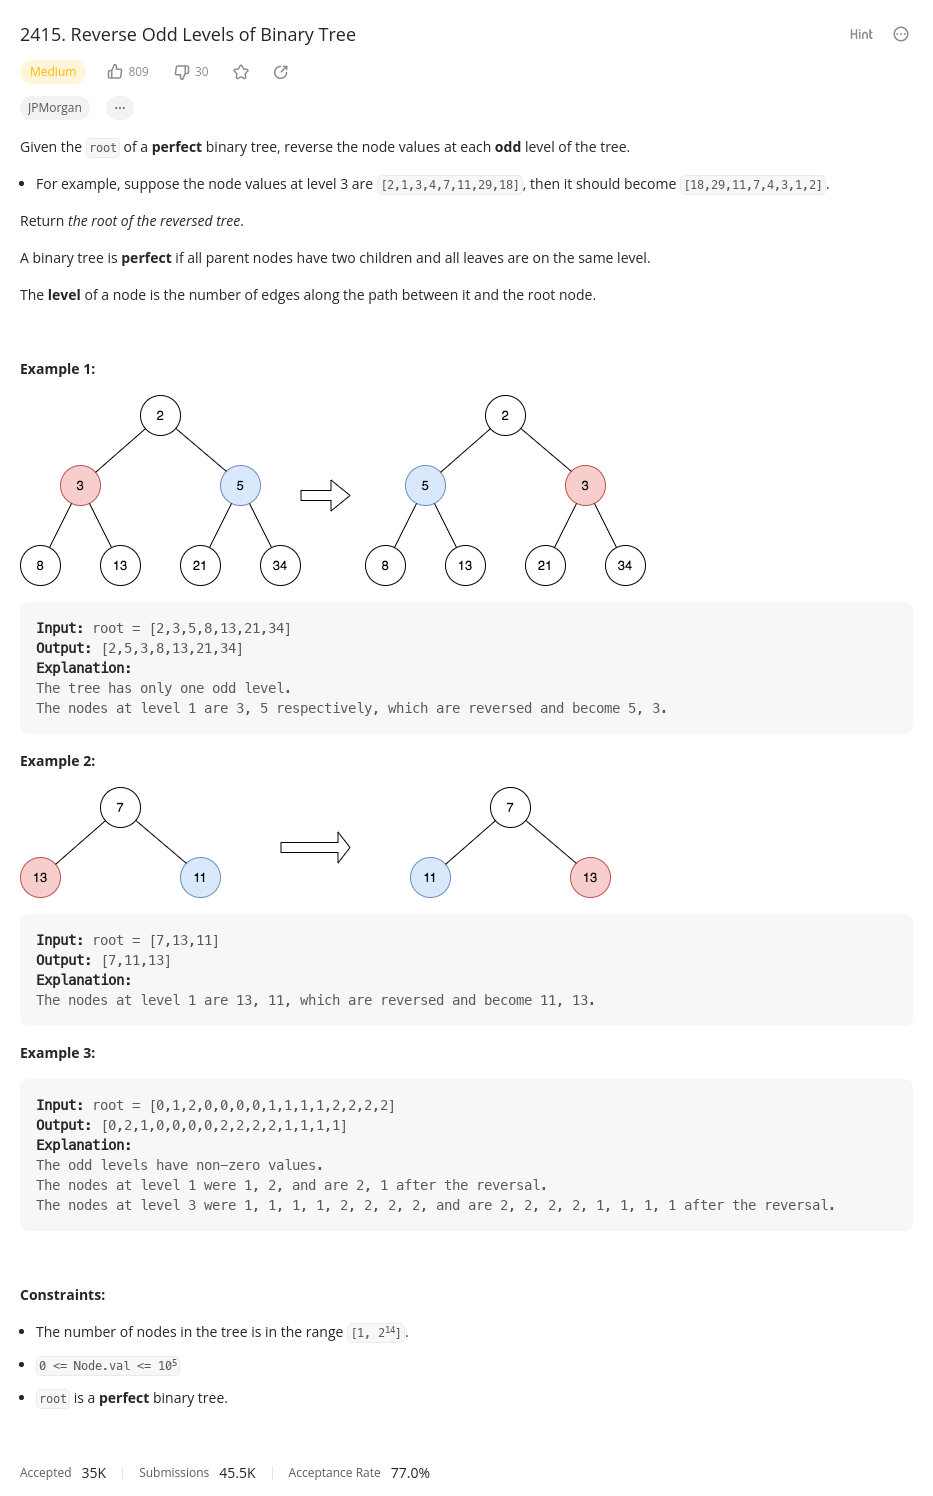 2415. Reverse Odd Levels of Binary Tree
Hint
Medium 809 30
JPMorgan ...
Given the root of a perfect binary tree, reverse the node values at each odd level of the tree.
• For example, suppose the node values at level 3 are [2,1,3,4,7,11,29,18], then it should become [18,29,11,7,4,3,1,2].
Return the root of the reversed tree.
A binary tree is perfect if all parent nodes have two children and all leaves are on the same level.
The level of a node is the number of edges along the path between it and the root node.
Example 1:
2 2
3 5 5 3
8 13 21 34 8 13 21 34
Input: root = [2,3,5,8,13,21,34]
Output: [2,5,3,8,13,21,34]
Explanation:
The tree has only one odd level.
The nodes at level 1 are 3, 5 respectively, which are reversed and become 5, 3.
Example 2:
7 7
13 11 11 13
Input: root = [7,13,11]
Output: [7,11,13]
Explanation:
The nodes at level 1 are 13, 11, which are reversed and become 11, 13.
Example 3:
Input: root = [0,1,2,0,0,0,0,1,1,1,1,2,2,2,2]
Output: [0,2,1,0,0,0,0,2,2,2,2,1,1,1,1]
Explanation:
The odd levels have non-zero values.
The nodes at level 1 were 1, 2, and are 2, 1 after the reversal.
The nodes at level 3 were 1, 1, 1, 1, 2, 2, 2, 2, and are 2, 2, 2, 2, 1, 1, 1, 1 after the reversal.
Constraints:
• The number of nodes in the tree is in the range [1, 2¹⁴].
• 0 <= Node.val <= 10⁵
• root is a perfect binary tree.
Accepted 35K Submissions 45.5K Acceptance Rate 77.0%